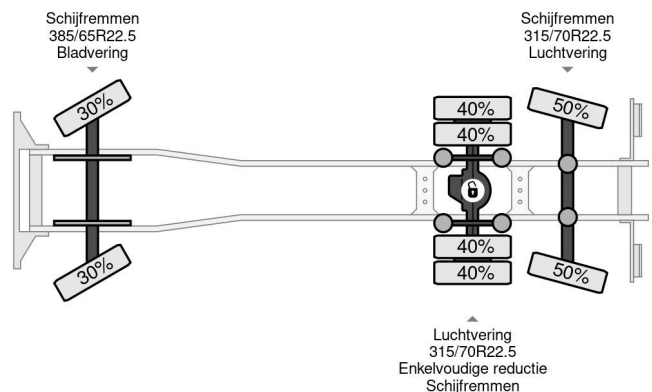 Schijfremmen
385/65R22.5
Bladvering
Schijfremmen
315/70R22.5
Luchtvering
30%
40%
40%
50%
30%
40%
40%
50%
Luchtvering
315/70R22.5
Enkelvoudige reductie
Schijfremmen